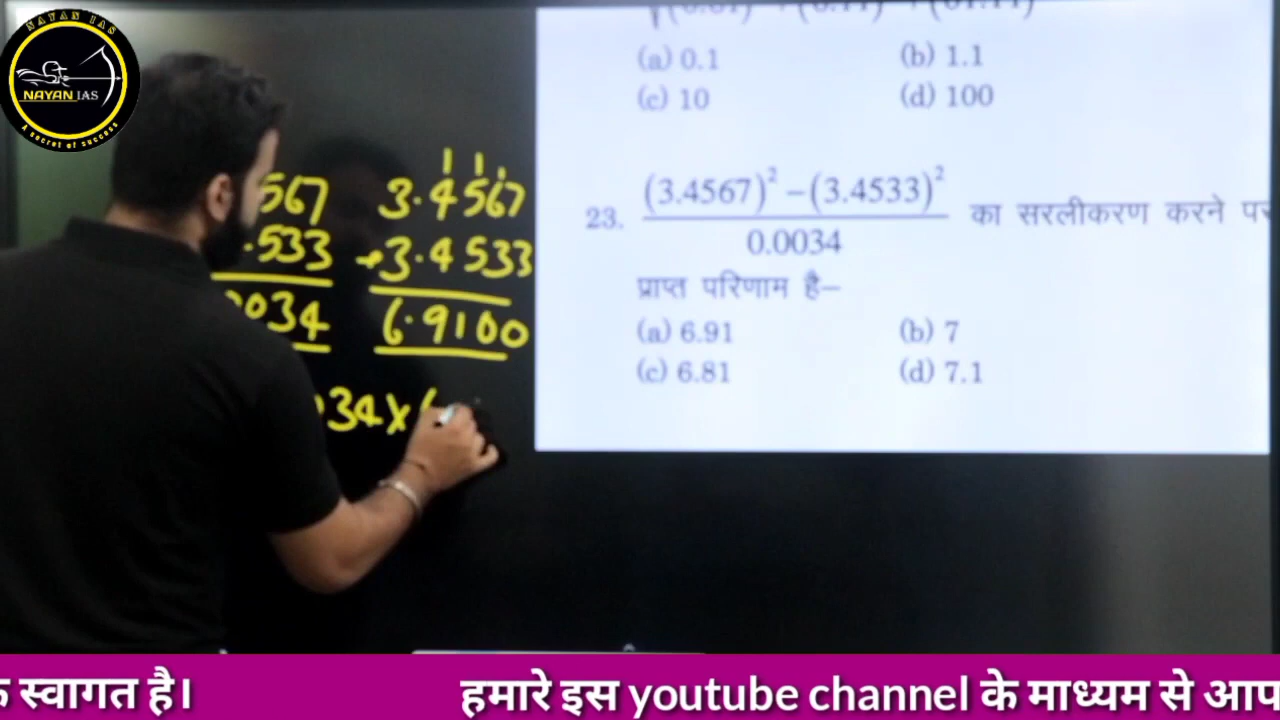 NAYAN IAS
NAYAN IAS
A secret of success
567 3.4567
.533 +3.4533
034 6.9100
34×6
(a) 0.1 (b) 1.1
(c) 10 (d) 100
23. (3.4567)² – (3.4533)² / 0.0034 का सरलीकरण करने पर
प्राप्त परिणाम है–
(a) 6.91 (b) 7
(c) 6.81 (d) 7.1
स्वागत है। हमारे इस youtube channel के माध्यम से आप